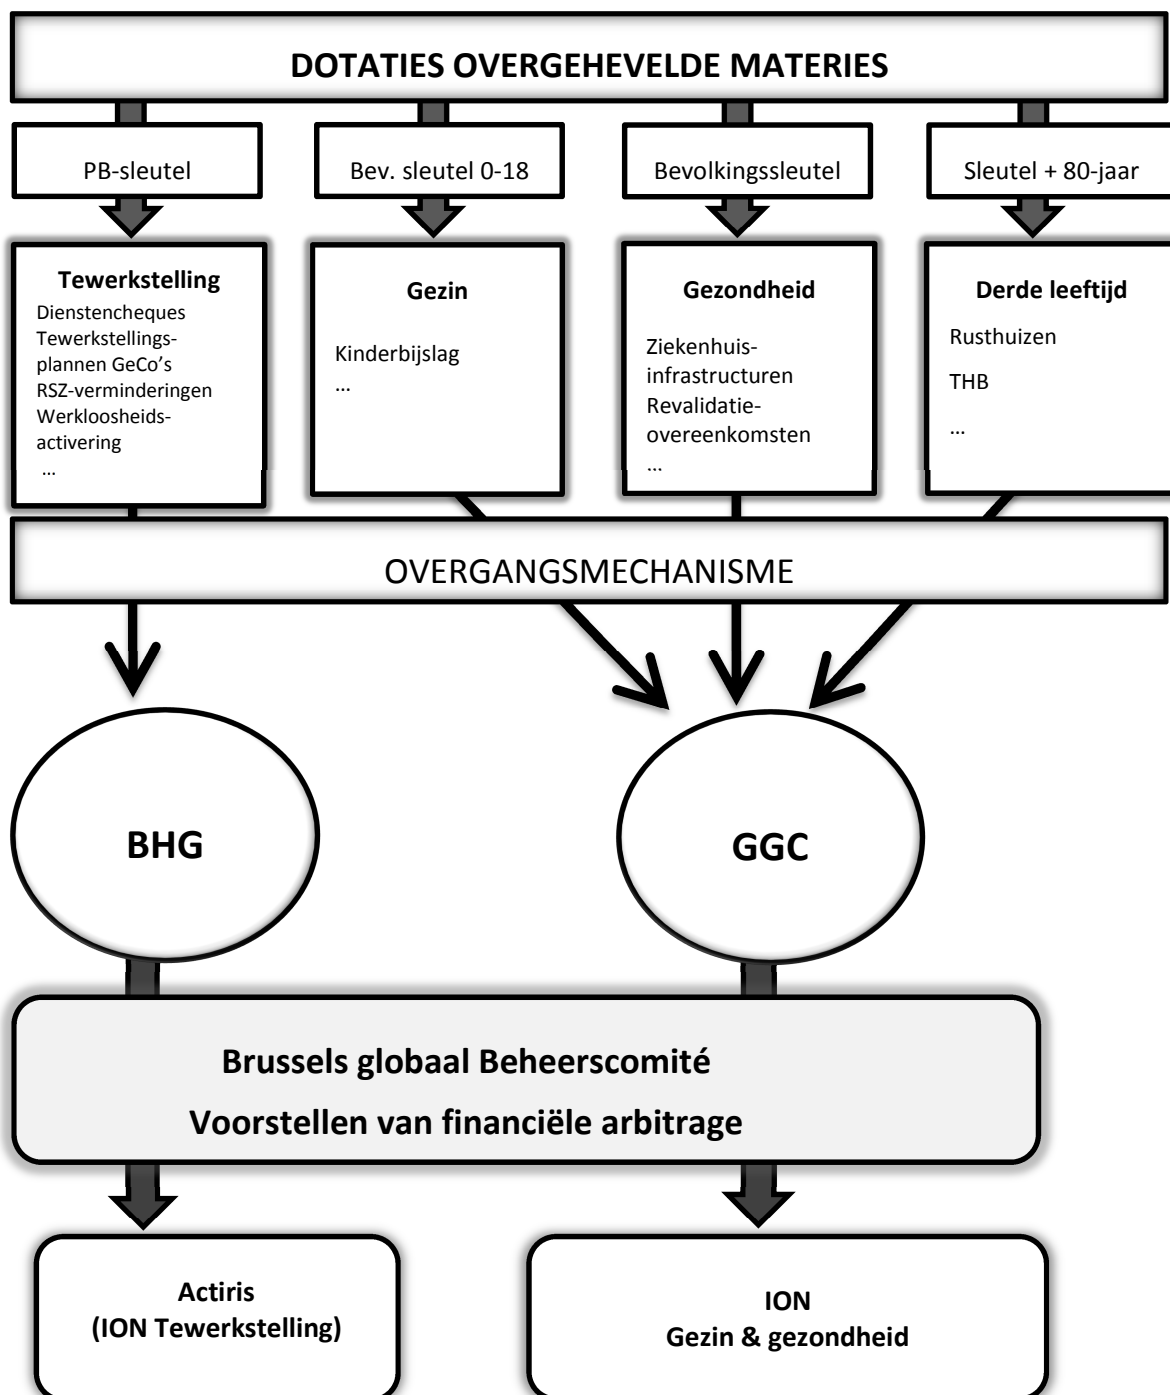 DOTATIES OVERGEHEVELDE MATERIES
PB-sleutel
Bev. sleutel 0-18
Bevolkingssleutel
Sleutel + 80-jaar
Tewerkstelling
Dienstencheques
Tewerkstellings-
plannen GeCo’s
RSZ-verminderingen
Werkloosheids-
activering
...
Gezin
Kinderbijslag
...
Gezondheid
Ziekenhuis-
infrastructuren
Revalidatie-
overeenkomsten
...
Derde leeftijd
Rusthuizen
THB
...
OVERGANGSMECHANISME
BHG
GGC
Brussels globaal Beheerscomité
Voorstellen van financiële arbitrage
Actiris
(ION Tewerkstelling)
ION
Gezin & gezondheid